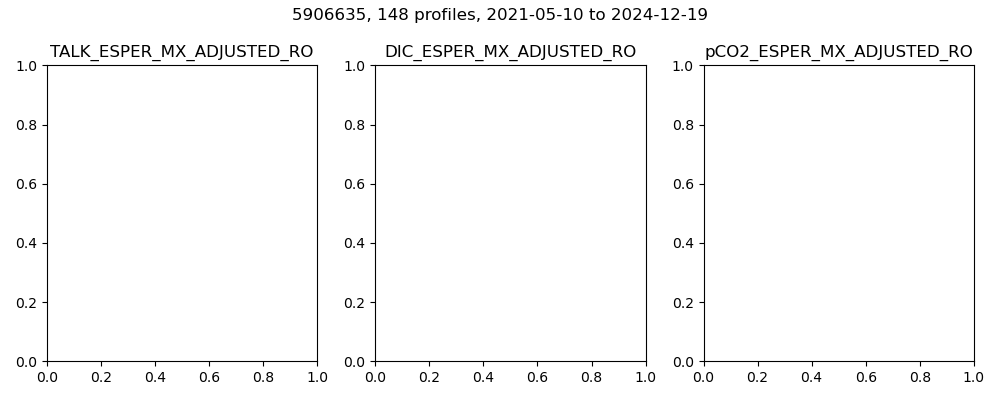 5906635, 148 profiles, 2021-05-10 to 2024-12-19
TALK_ESPER_MX_ADJUSTED_RO DIC_ESPER_MX_ADJUSTED_RO pCO2_ESPER_MX_ADJUSTED_RO
1.0 1.0 1.0
0.8 0.8 0.8
0.6 0.6 0.6
0.4 0.4 0.4
0.2 0.2 0.2
0.0 0.0 0.0
0.0 0.2 0.4 0.6 0.8 1.0 0.0 0.2 0.4 0.6 0.8 1.0 0.0 0.2 0.4 0.6 0.8 1.0